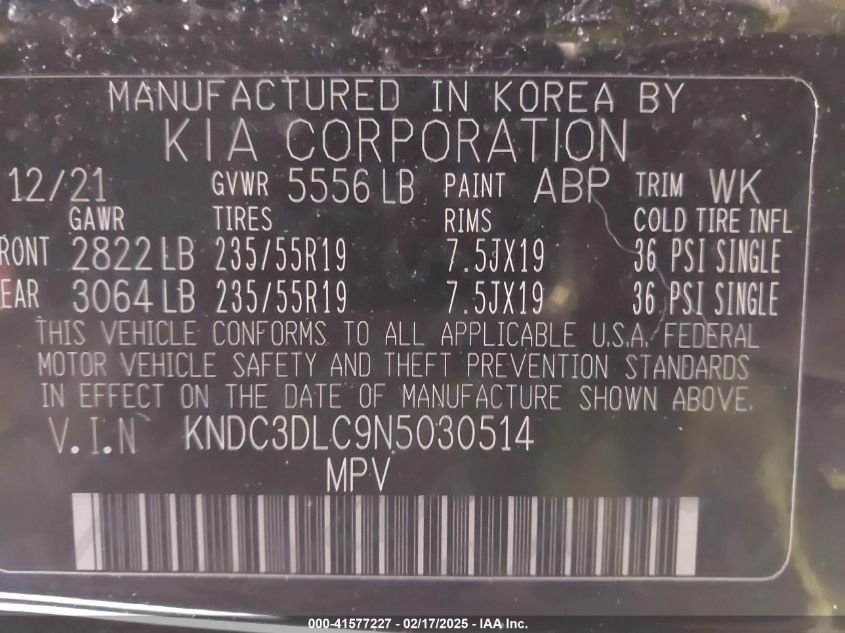 MANUFACTURED IN KOREA BY
KIA CORPORATION
12/21 GVWR 5556 LB PAINT ABP TRIM WK
GAWR TIRES RIMS COLD TIRE INFL
RONT 2822 LB 235/55R19 7.5JX19 36 PSI SINGLE
EAR 3064 LB 235/55R19 7.5JX19 36 PSI SINGLE
THIS VEHICLE CONFORMS TO ALL APPLICABLE U.S.A. FEDERAL
MOTOR VEHICLE SAFETY AND THEFT PREVENTION STANDARDS
IN EFFECT ON THE DATE OF MANUFACTURE SHOWN ABOVE.
V.I.N KNDC3DLC9N5030514
MPV
000-41577227 - 02/17/2025 - IAA Inc.